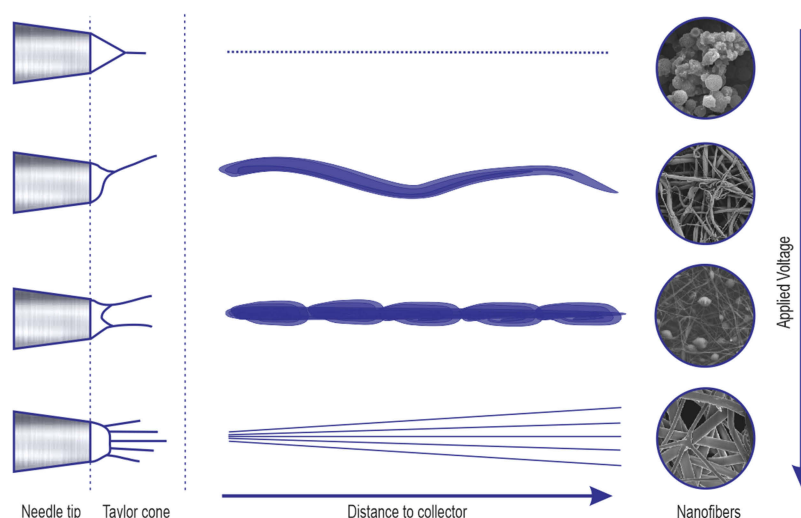 Applied Voltage
Needle tip
Taylor cone
Distance to collector
Nanofibers